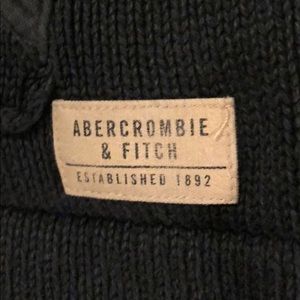 ABERCROMBIE
& FITCH
ESTABLISHED 1892